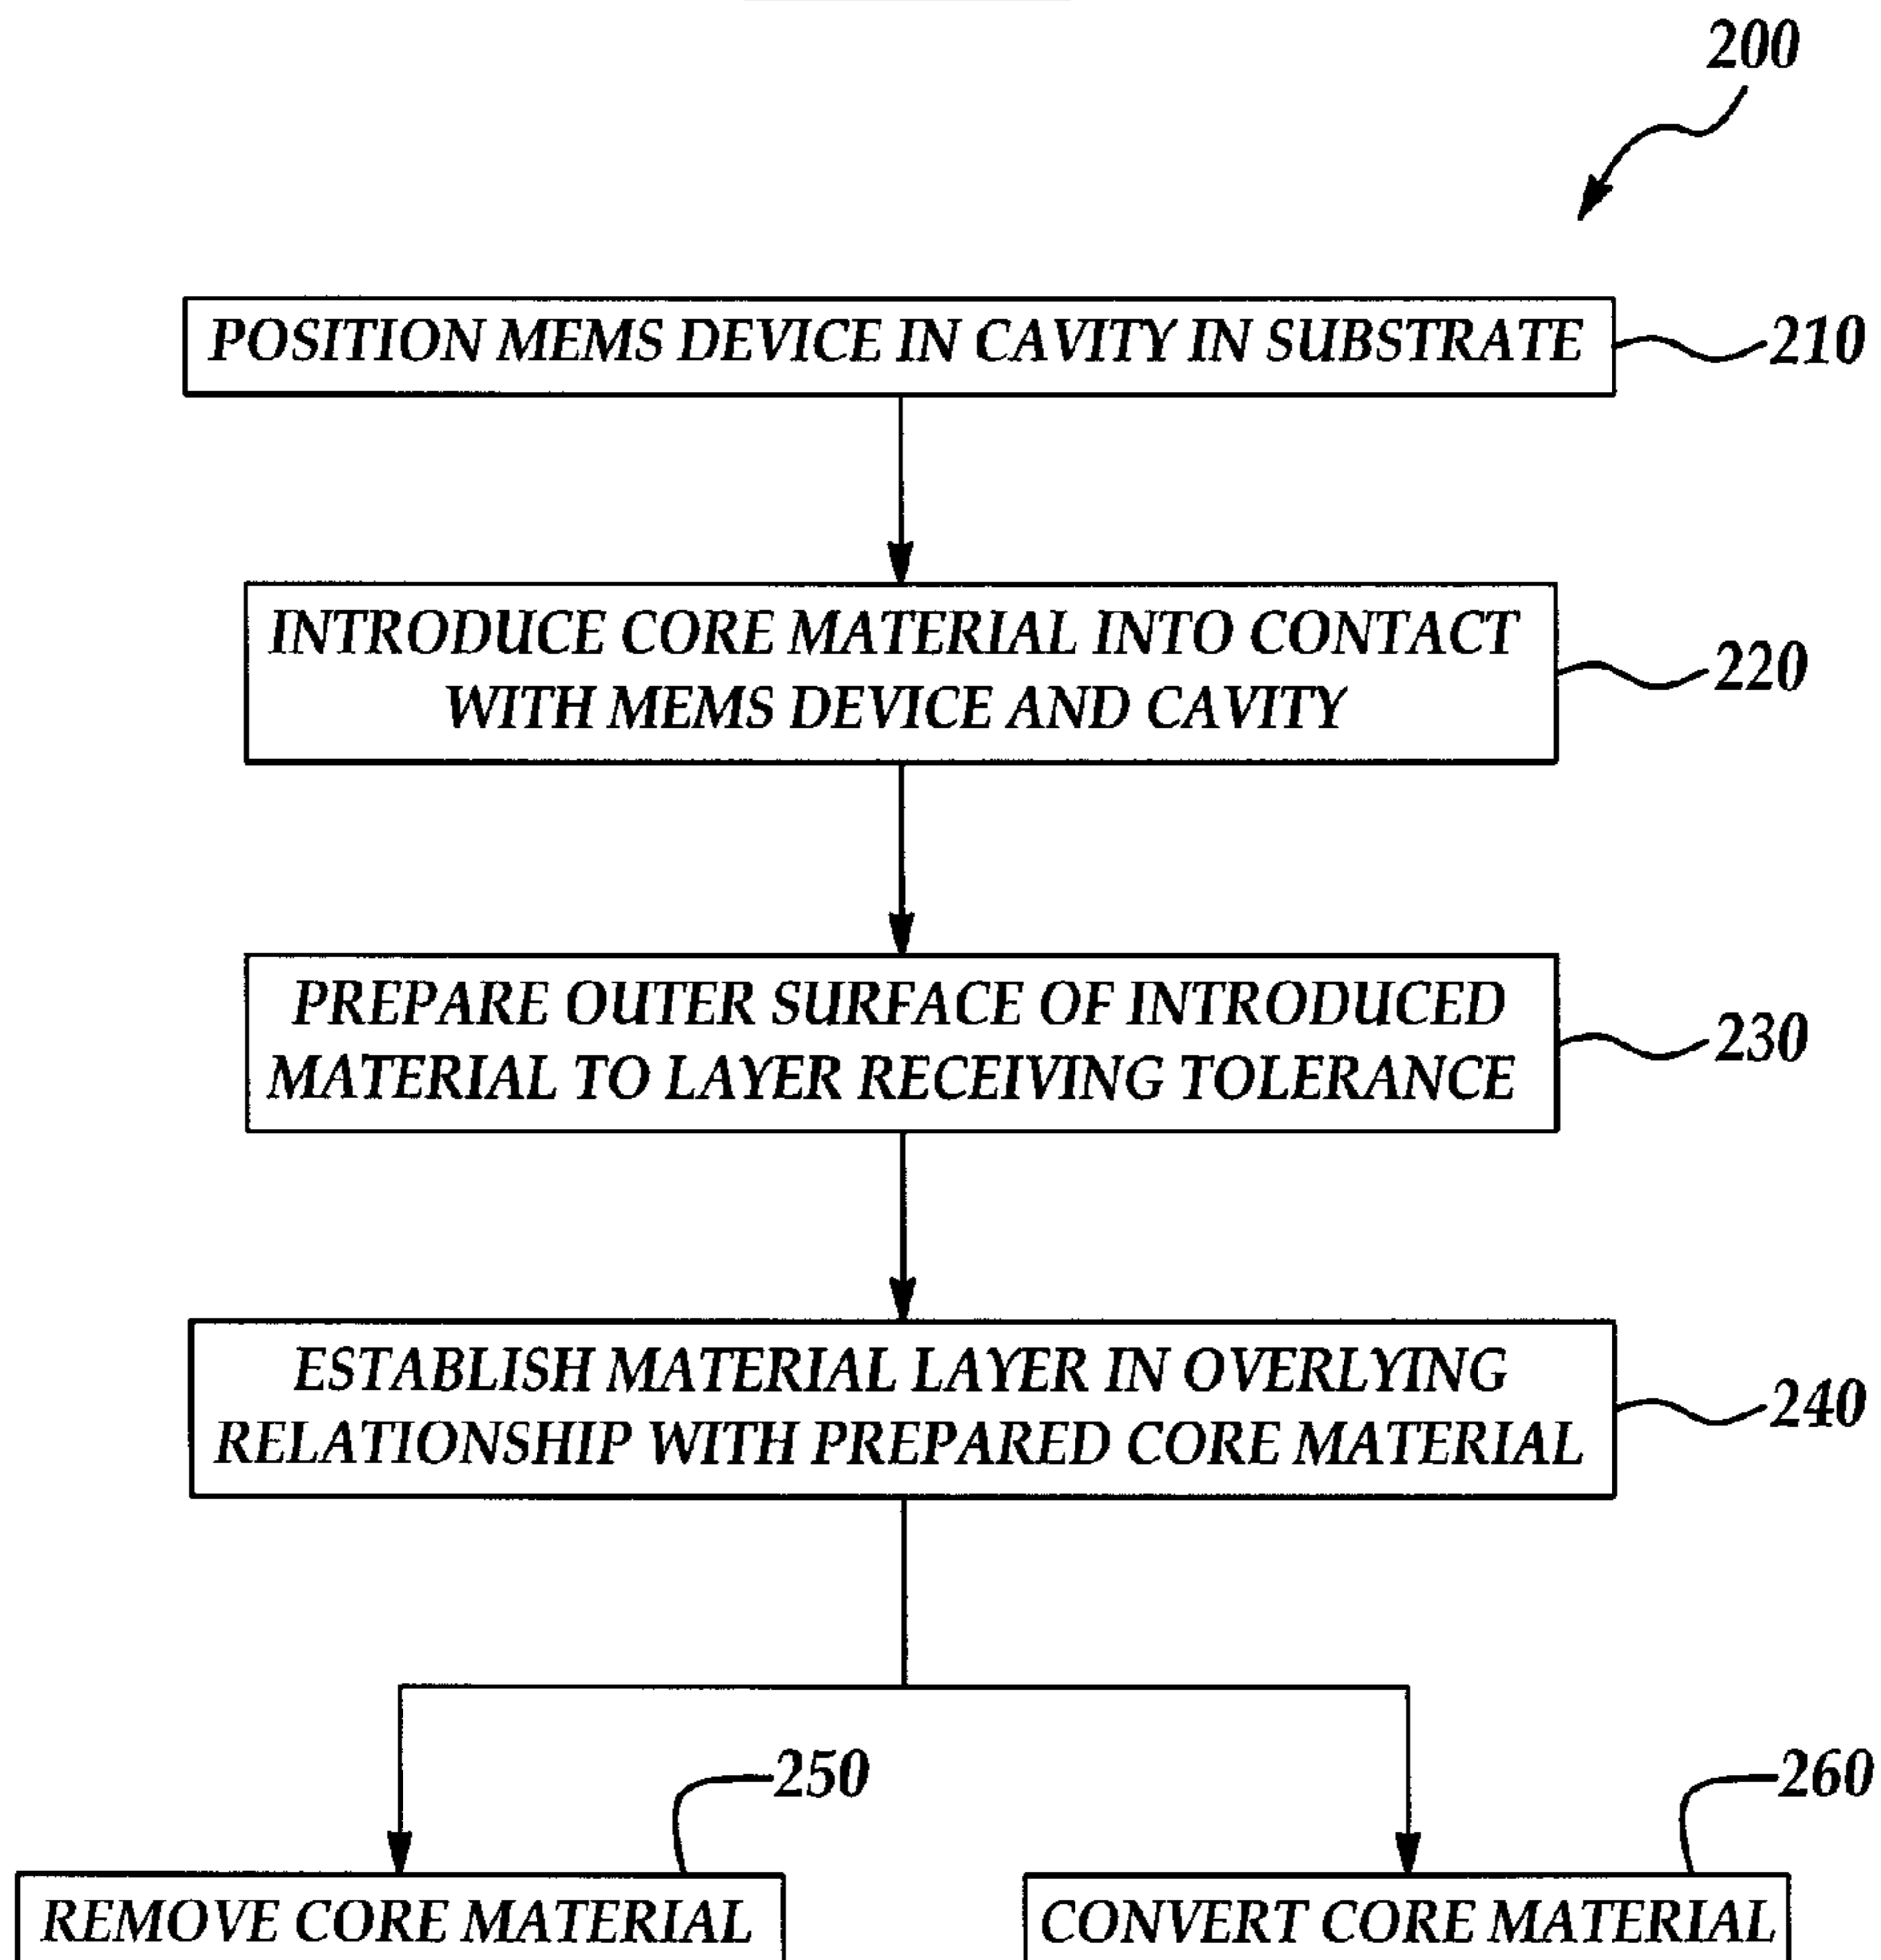 200
POSITION MEMS DEVICE IN CAVITY IN SUBSTRATE
210
INTRODUCE CORE MATERIAL INTO CONTACT
WITH MEMS DEVICE AND CAVITY
220
PREPARE OUTER SURFACE OF INTRODUCED
MATERIAL TO LAYER RECEIVING TOLERANCE
230
ESTABLISH MATERIAL LAYER IN OVERLYING
RELATIONSHIP WITH PREPARED CORE MATERIAL
240
250
REMOVE CORE MATERIAL
260
CONVERT CORE MATERIAL